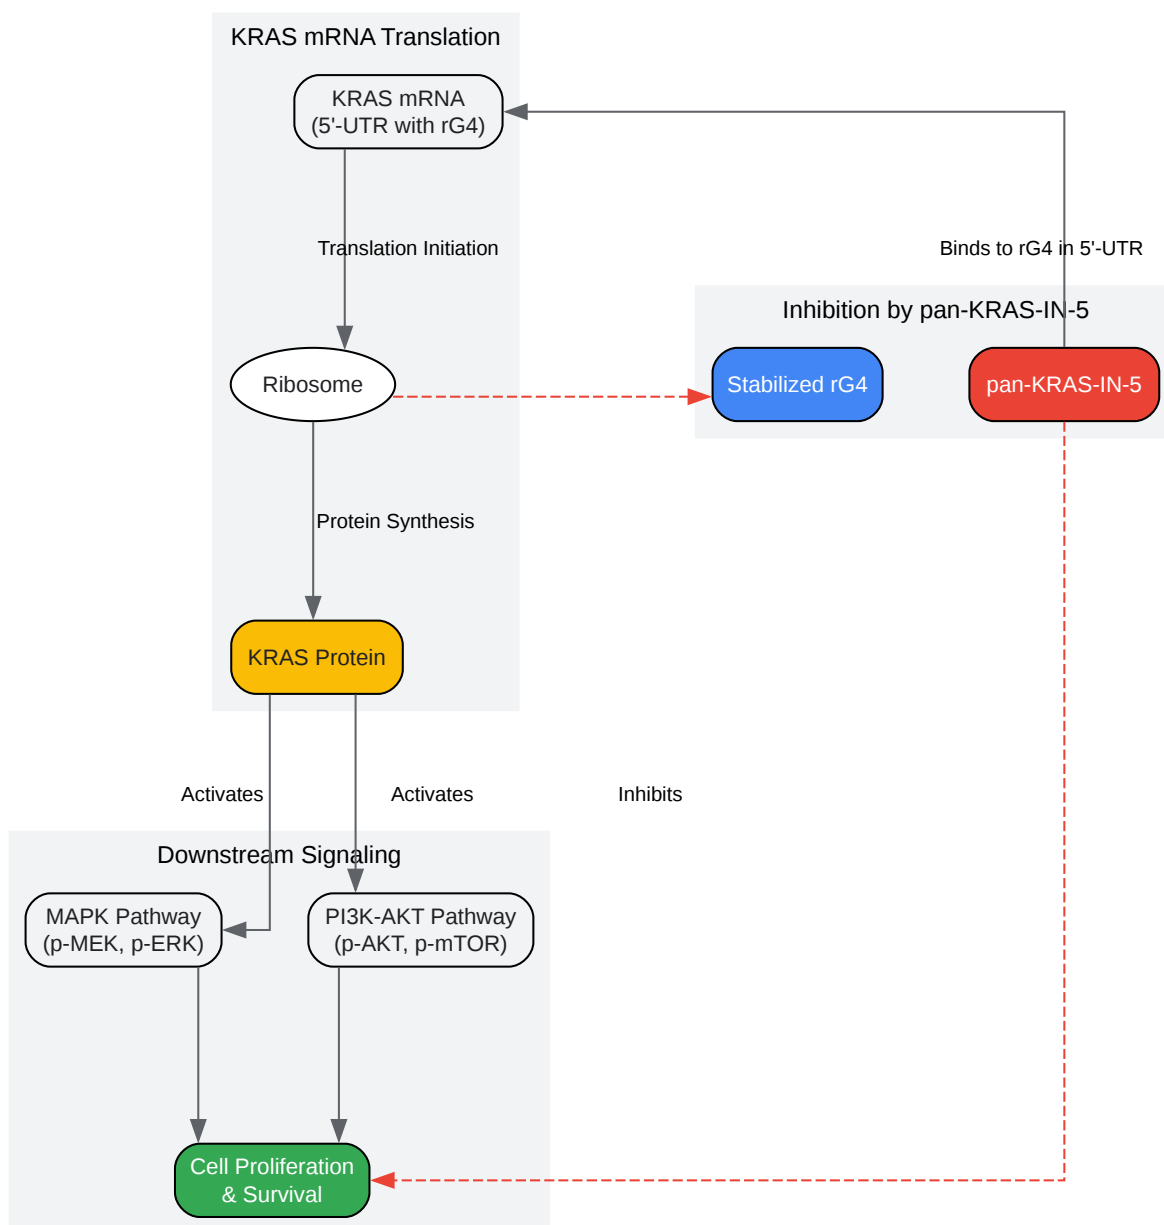 KRAS mRNA Translation
KRAS mRNA
(5'-UTR with rG4)
Translation Initiation
Binds to rG4 in 5'-UTR
Inhibition by pan-KRAS-IN-5
Ribosome
Stabilized rG4
pan-KRAS-IN-5
Protein Synthesis
KRAS Protein
Activates
Activates
Inhibits
Downstream Signaling
MAPK Pathway
(p-MEK, p-ERK)
PI3K-AKT Pathway
(p-AKT, p-mTOR)
Cell Proliferation
& Survival